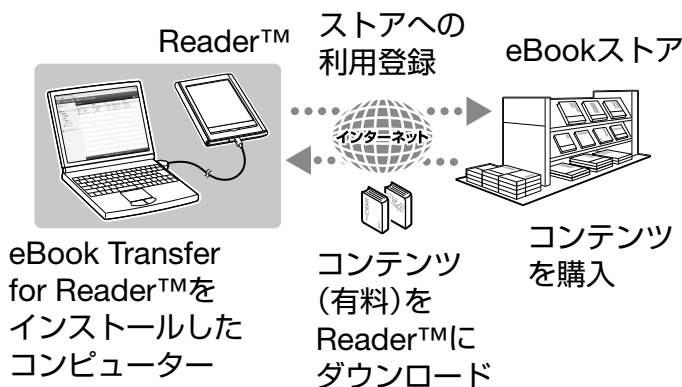 Reader™
ストアへの
利用登録
eBookストア
インターネット
eBook Transfer
for Reader™を
インストールした
コンピューター
コンテンツ
（有料）を
Reader™に
ダウンロード
コンテンツ
を購入